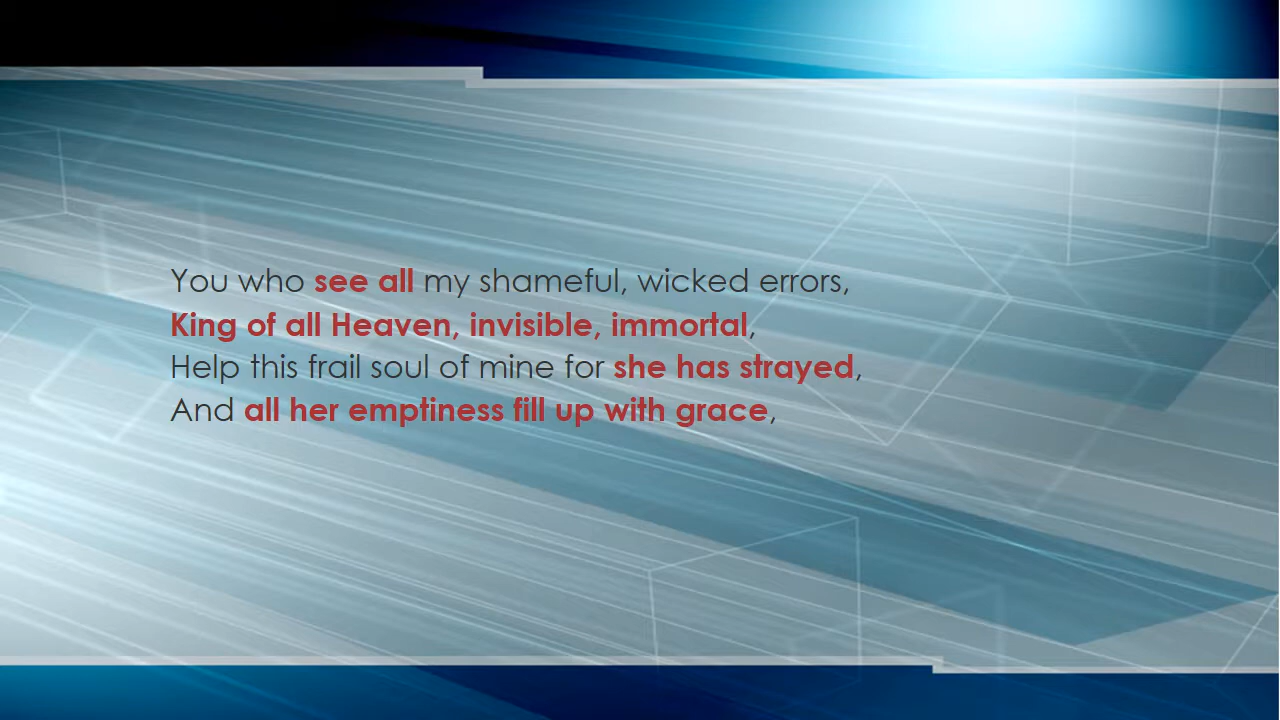 You who see all my shameful, wicked errors,
King of all Heaven, invisible, immortal,
Help this frail soul of mine for she has strayed,
And all her emptiness fill up with grace,